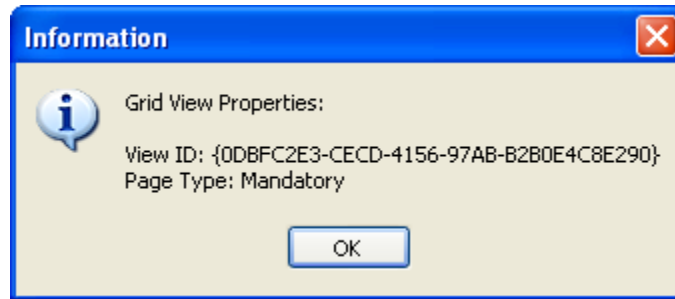 Information
Grid View Properties:
View ID: {0DBFC2E3-CECD-4156-97AB-B2B0E4C8E290}
Page Type: Mandatory
OK